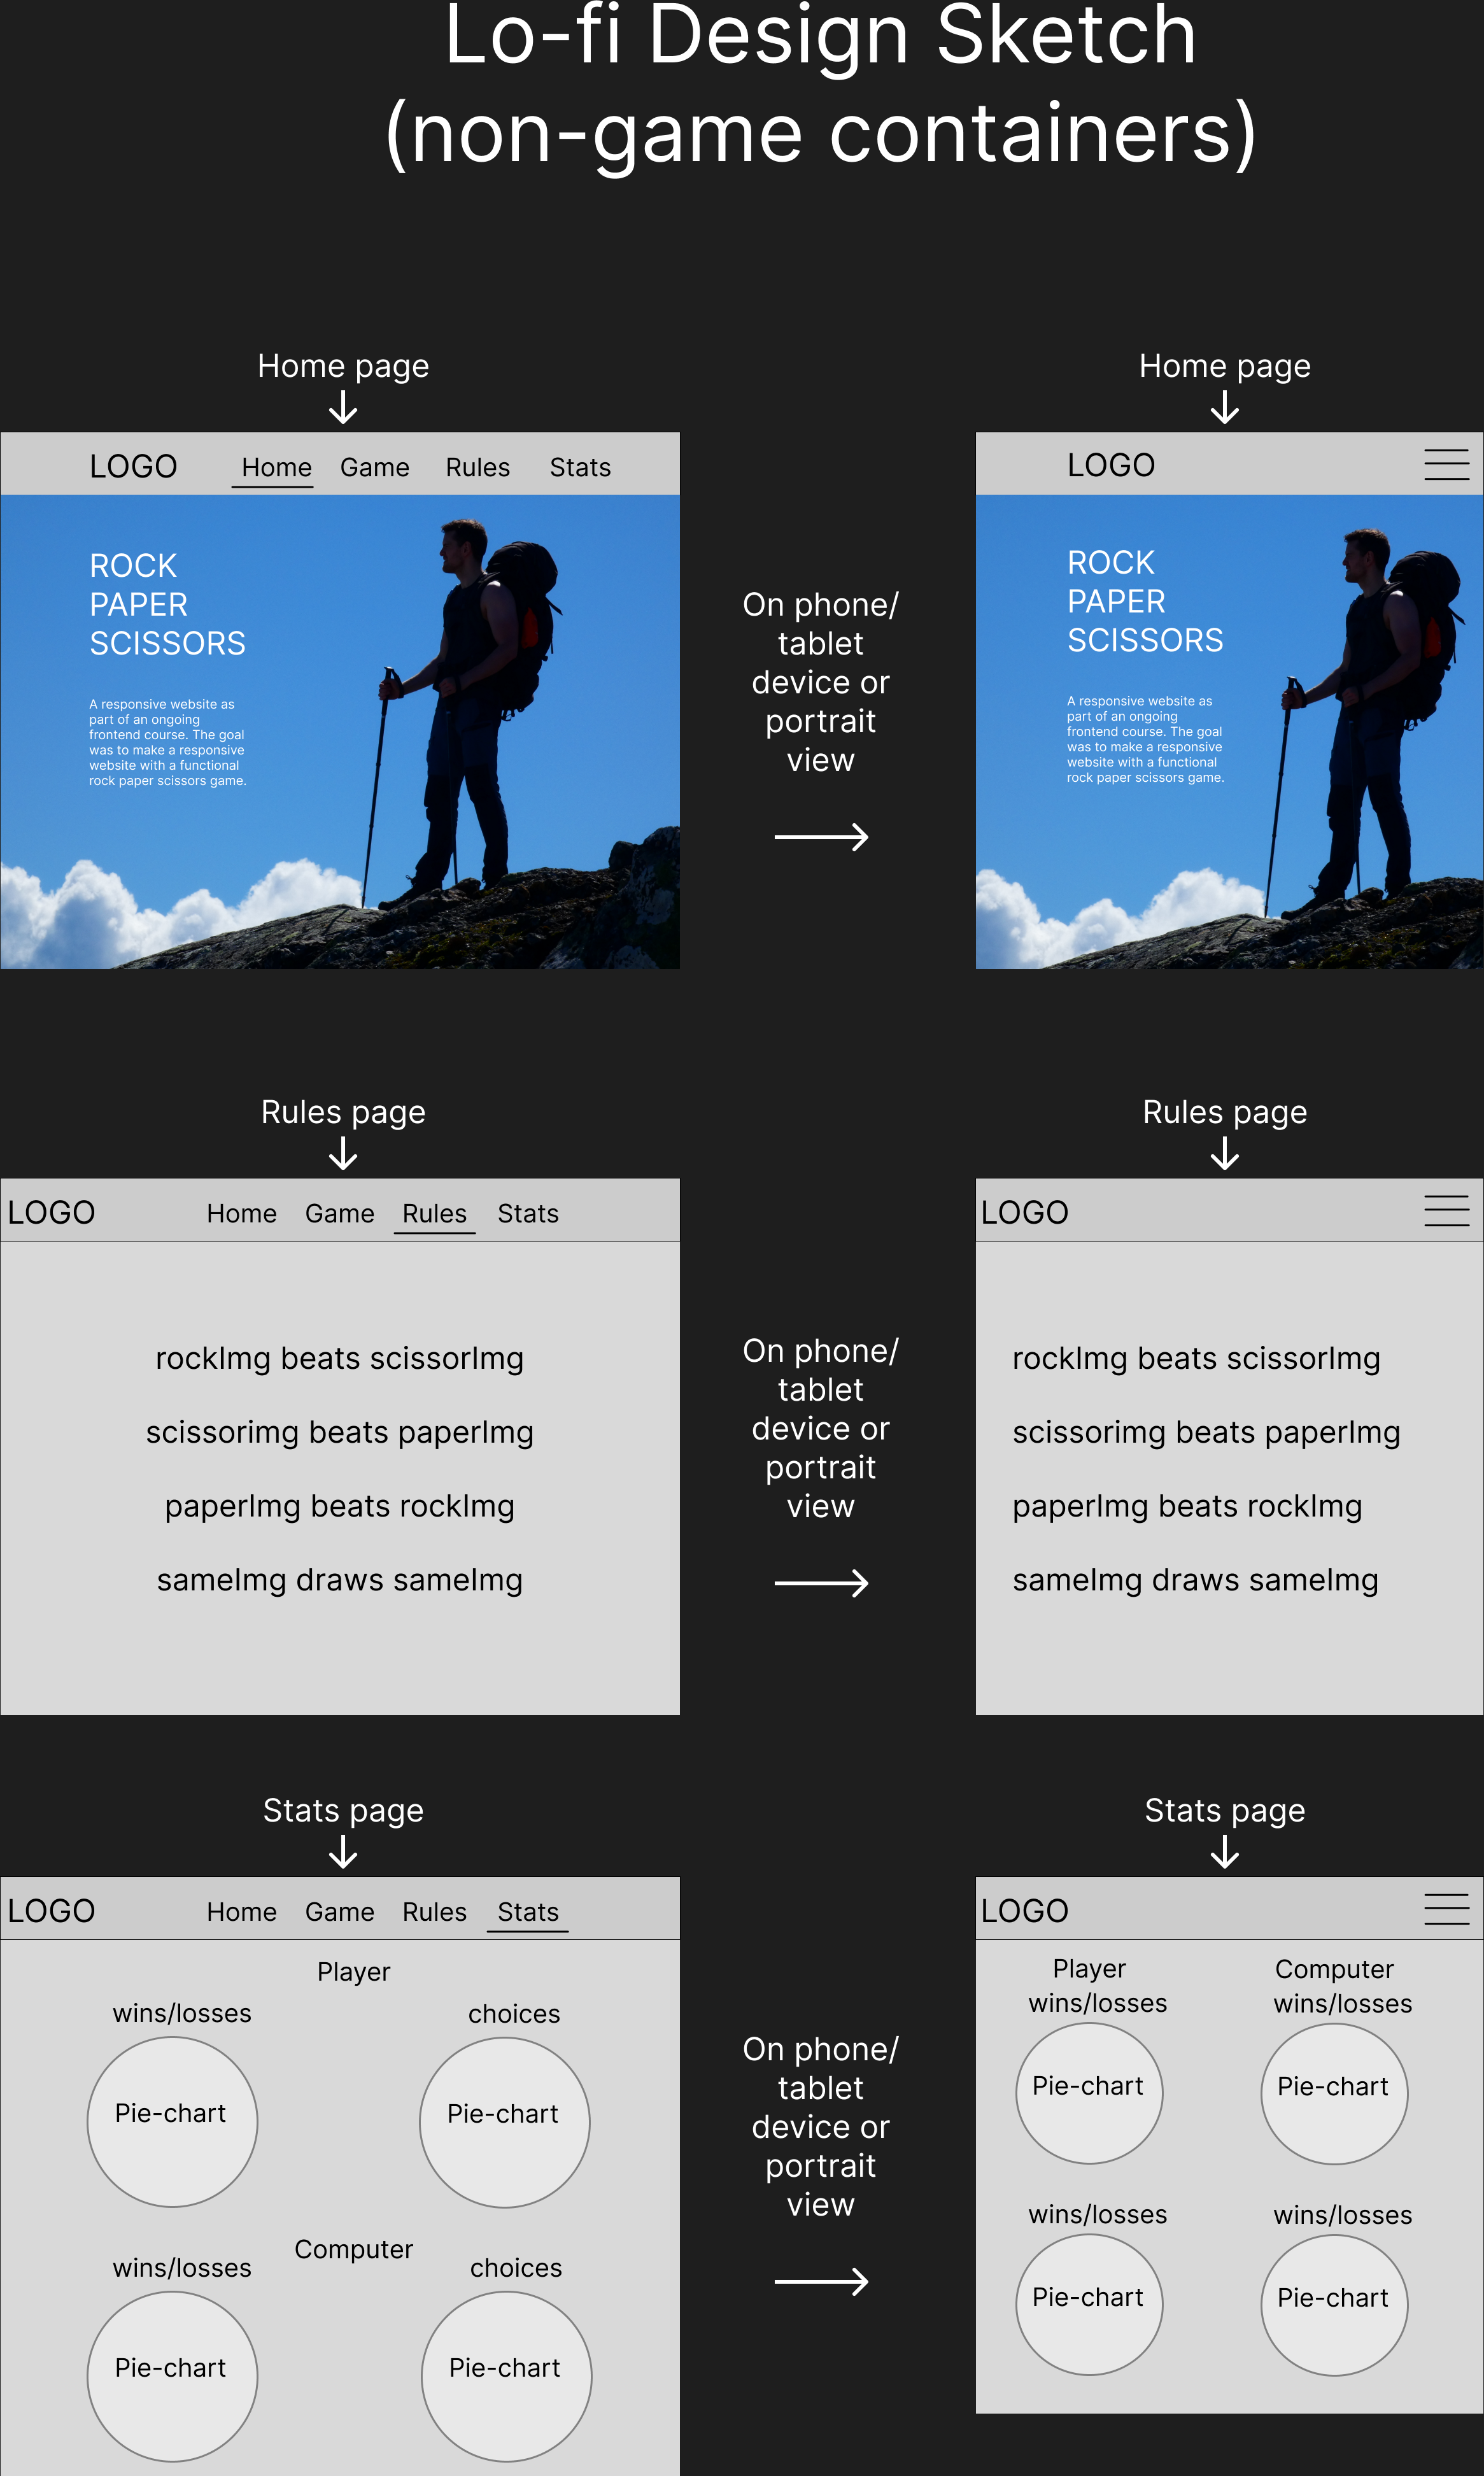 Lo-fi Design Sketch
(non-game containers)
Home page
LOGO
Home Game Rules Stats
ROCK
PAPER
SCISSORS
A responsive website as
part of an ongoing
frontend course. The goal
was to make a responsive
website with a functional
rock paper scissors game.
On phone/
tablet
device or
portrait
view
Home page
LOGO
ROCK
PAPER
SCISSORS
A responsive website as
part of an ongoing
frontend course. The goal
was to make a responsive
website with a functional
rock paper scissors game.
Rules page
LOGO
Home Game Rules Stats
rockImg beats scissorImg
scissorimg beats paperImg
paperImg beats rockImg
sameImg draws sameImg
On phone/
tablet
device or
portrait
view
Rules page
LOGO
rockImg beats scissorImg
scissorimg beats paperImg
paperImg beats rockImg
sameImg draws sameImg
Stats page
LOGO
Home Game Rules Stats
Player
wins/losses
choices
Pie-chart
Pie-chart
Computer
wins/losses
choices
Pie-chart
Pie-chart
On phone/
tablet
device or
portrait
view
Stats page
LOGO
Player
Computer
wins/losses
wins/losses
Pie-chart
Pie-chart
wins/losses
wins/losses
Pie-chart
Pie-chart